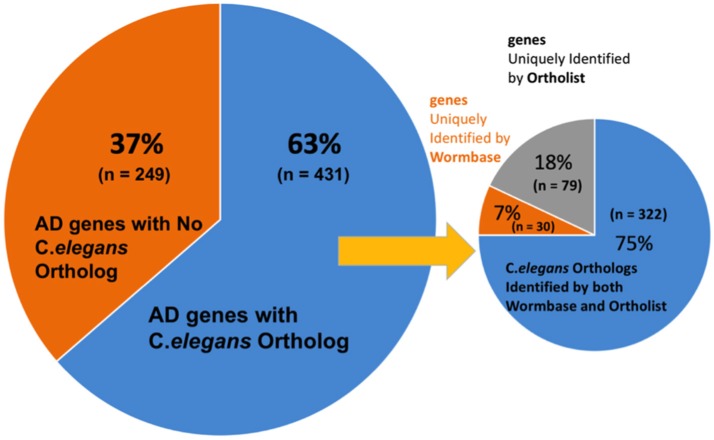 37%
(n = 249)
AD genes with No
C.elegans
Ortholog
63%
(n = 431)
AD genes with
C.elegans Ortholog
genes
Uniquely Identified
by Ortholist
genes
Uniquely
Identified by
Wormbase
18%
(n = 79)
7%
(n = 30)
(n = 322)
75%
C.elegans Orthologs
Identified by both
Wormbase and Ortholist